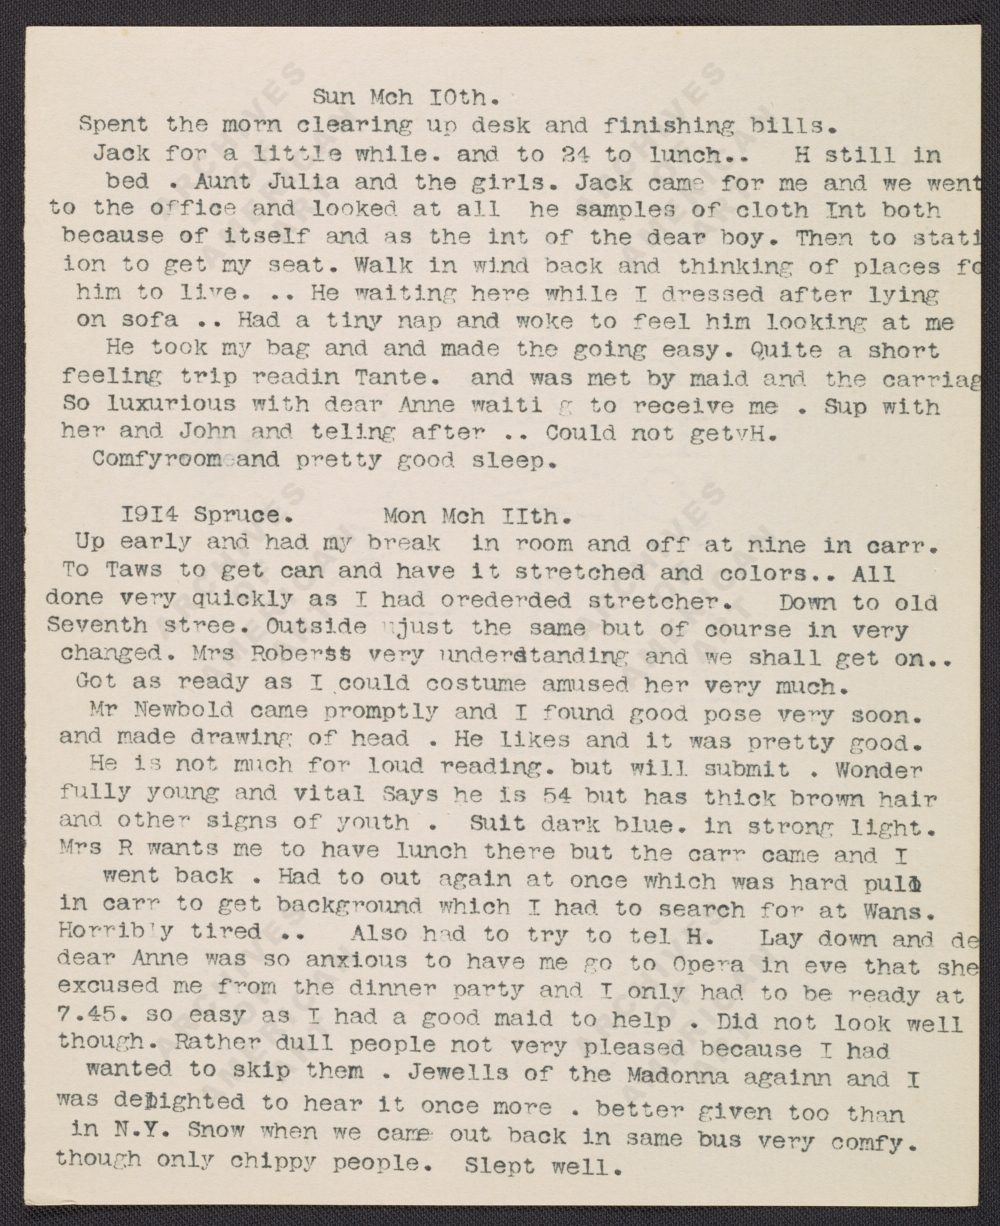 Sun Mch IOth.
Spent the morn clearing up desk and finishing bills.
Jack for a little while. and to 24 to lunch.. H still in
bed . Aunt Julia and the girls. Jack came for me and we went
to the office and looked at all he samples of cloth Int both
because of itself and as the int of the dear boy. Then to stati
ion to get my seat. Walk in wind back and thinking of places fo
him to live. .. He waiting here while I dressed after lying
on sofa .. Had a tiny nap and woke to feel him looking at me
He took my bag and and made the going easy. Quite a short
feeling trip readin Tante. and was met by maid and the carriag
So luxurious with dear Anne waiti g to receive me . Sup with
her and John and teling after .. Could not getvH.
Comfyroom and pretty good sleep.
I9I4 Spruce. Mon Mch IIth.
Up early and had my break in room and off at nine in carr.
To Taws to get can and have it stretched and colors.. All
done very quickly as I had orederded stretcher. Down to old
Seventh stree. Outside ujust the same but of course in very
changed. Mrs Roberts very understanding and we shall get on..
Got as ready as I could costume amused her very much.
Mr Newbold came promptly and I found good pose very soon.
and made drawing of head . He likes and it was pretty good.
He is not much for loud reading. but will submit . Wonder
fully young and vital Says he is 54 but has thick brown hair
and other signs of youth . Suit dark blue. in strong light.
Mrs R wants me to have lunch there but the carr came and I
went back . Had to out again at once which was hard pull
in carr to get background which I had to search for at Wans.
Horribly tired .. Also had to try to tel H. Lay down and de
dear Anne was so anxious to have me go to Opera in eve that she
excused me from the dinner party and I only had to be ready at
7.45. so easy as I had a good maid to help . Did not look well
though. Rather dull people not very pleased because I had
wanted to skip them . Jewells of the Madonna againn and I
was delighted to hear it once more . better given too than
in N.Y. Snow when we came out back in same bus very comfy.
though only chippy people. Slept well.